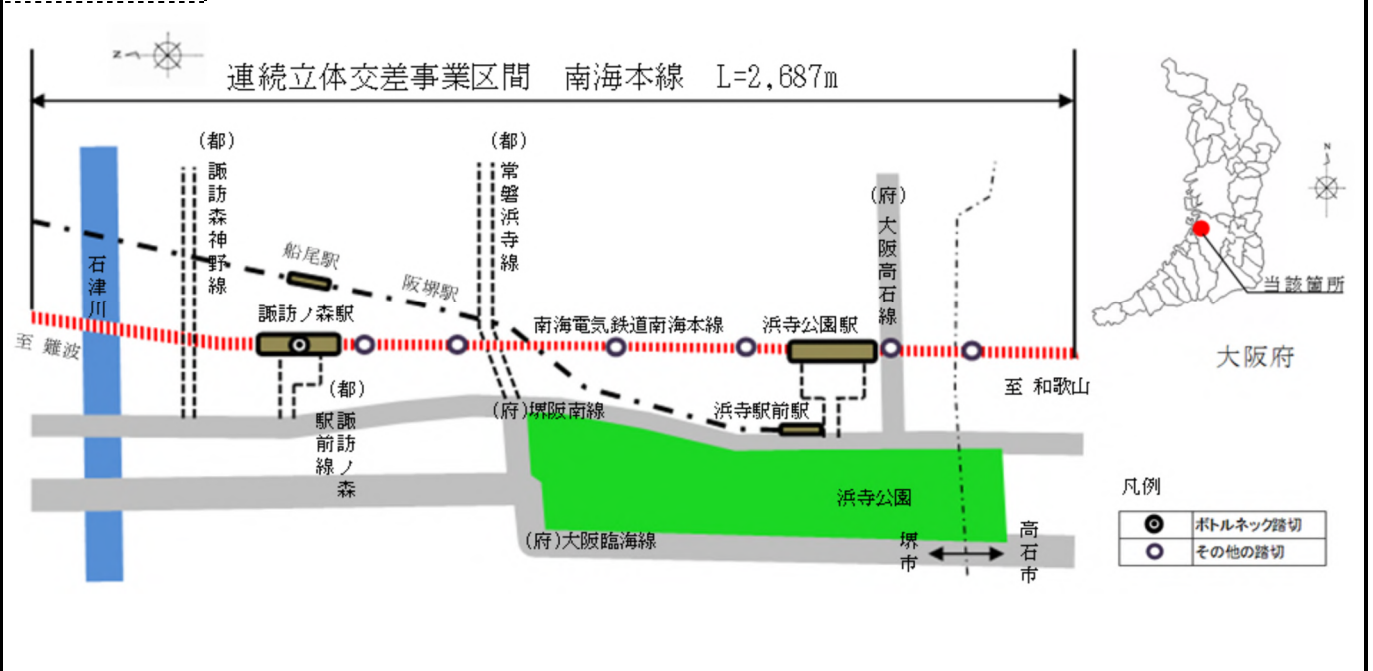 N
連続立体交差事業区間　南海本線　L=2,687m
(都)
諏訪森神野線
(都)
常磐浜寺線
(府)
大阪高石線
N
石津川
船尾駅
阪堺駅
諏訪ノ森駅
南海電気鉄道南海本線
浜寺公園駅
当該箇所
至 難波
大阪府
至 和歌山
(都)
諏訪ノ森
駅前線
(府)堺阪南線
浜寺駅前駅
浜寺公園
凡例
ボトルネック踏切
その他の踏切
(府)大阪臨海線
堺市
高石市